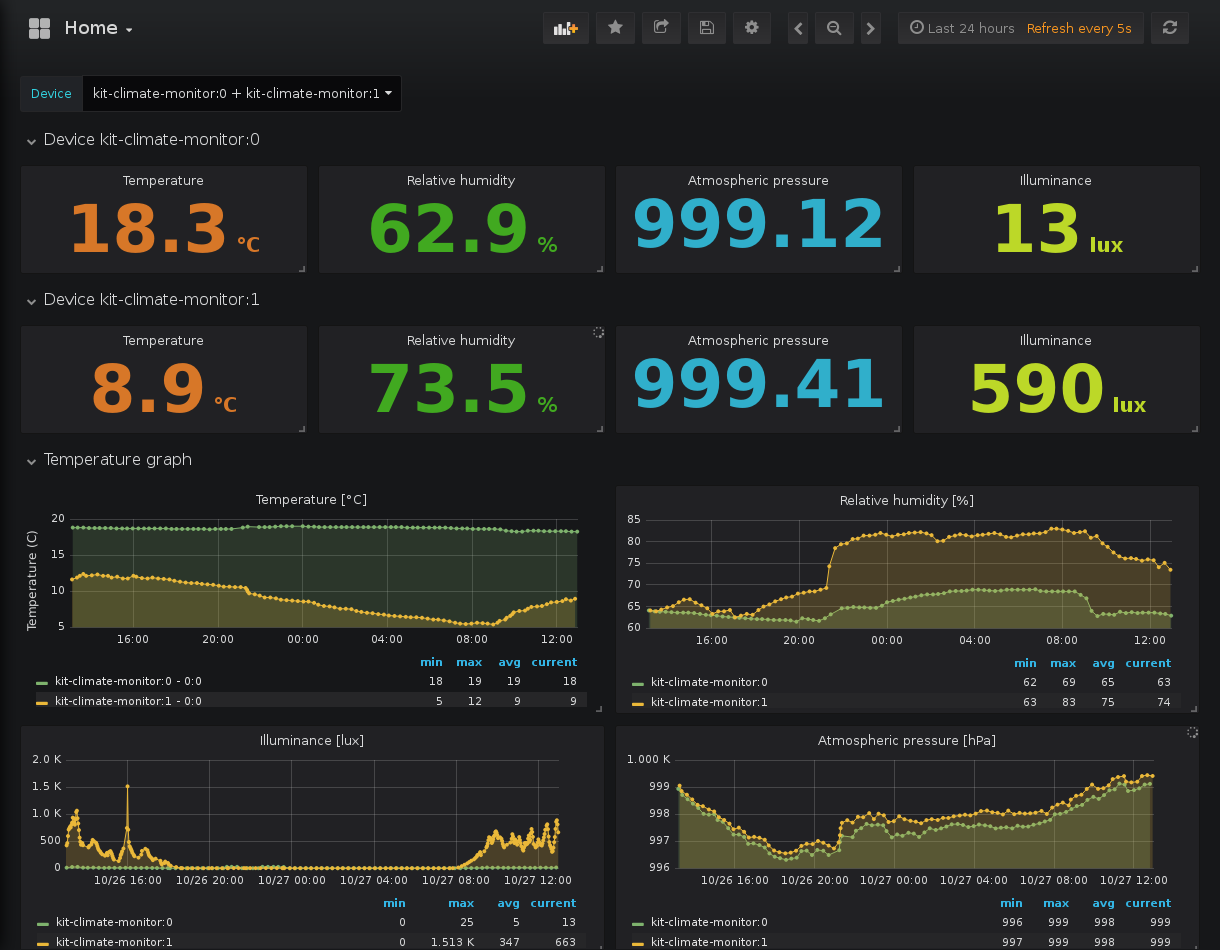 Home
Last 24 hours Refresh every 5s
Device kit-climate-monitor:0 + kit-climate-monitor:1
Device kit-climate-monitor:0
Temperature Relative humidity Atmospheric pressure Illuminance
18.3 °C 62.9 % 999.12 13 lux
Device kit-climate-monitor:1
Temperature Relative humidity Atmospheric pressure Illuminance
8.9 °C 73.5 % 999.41 590 lux
Temperature graph
Temperature [°C]
Temperature (C)
20
15
10
5
16:00 20:00 00:00 04:00 08:00 12:00
min max avg current
kit-climate-monitor:0 - 0:0 18 19 19 18
kit-climate-monitor:1 - 0:0 5 12 9 9
Relative humidity [%]
85
80
75
70
65
60
16:00 20:00 00:00 04:00 08:00 12:00
min max avg current
kit-climate-monitor:0 62 69 65 63
kit-climate-monitor:1 63 83 75 74
Illuminance [lux]
2.0 K
1.5 K
1.0 K
500
0
10/26 16:00 10/26 20:00 10/27 00:00 10/27 04:00 10/27 08:00 10/27 12:00
min max avg current
kit-climate-monitor:0 0 25 5 13
kit-climate-monitor:1 0 1.513 K 347 663
Atmospheric pressure [hPa]
1.000 K
999
998
997
996
10/26 16:00 10/26 20:00 10/27 00:00 10/27 04:00 10/27 08:00 10/27 12:00
min max avg current
kit-climate-monitor:0 996 999 998 999
kit-climate-monitor:1 997 999 998 999